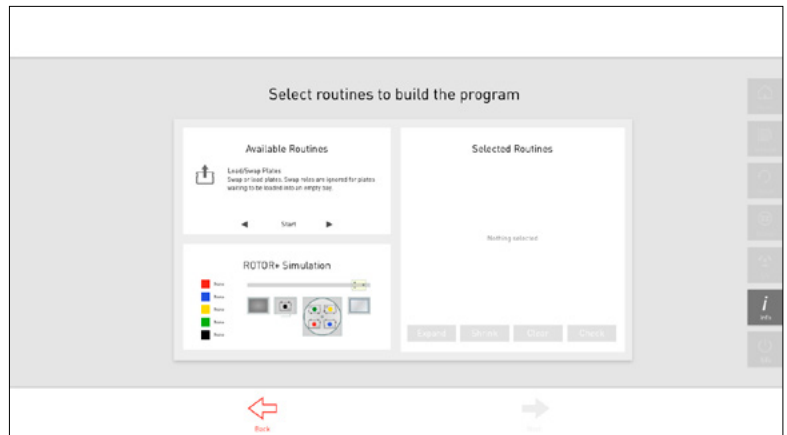 Select routines to build the program
Available Routines
Load/Swap Plates
Swap or load plates. Swap roles are ignored for plates
waiting to be loaded into an empty bay.
Start
ROTOR+ Simulation
Selected Routines
Nothing selected
Expand Shrink Clear Check
Info
Back